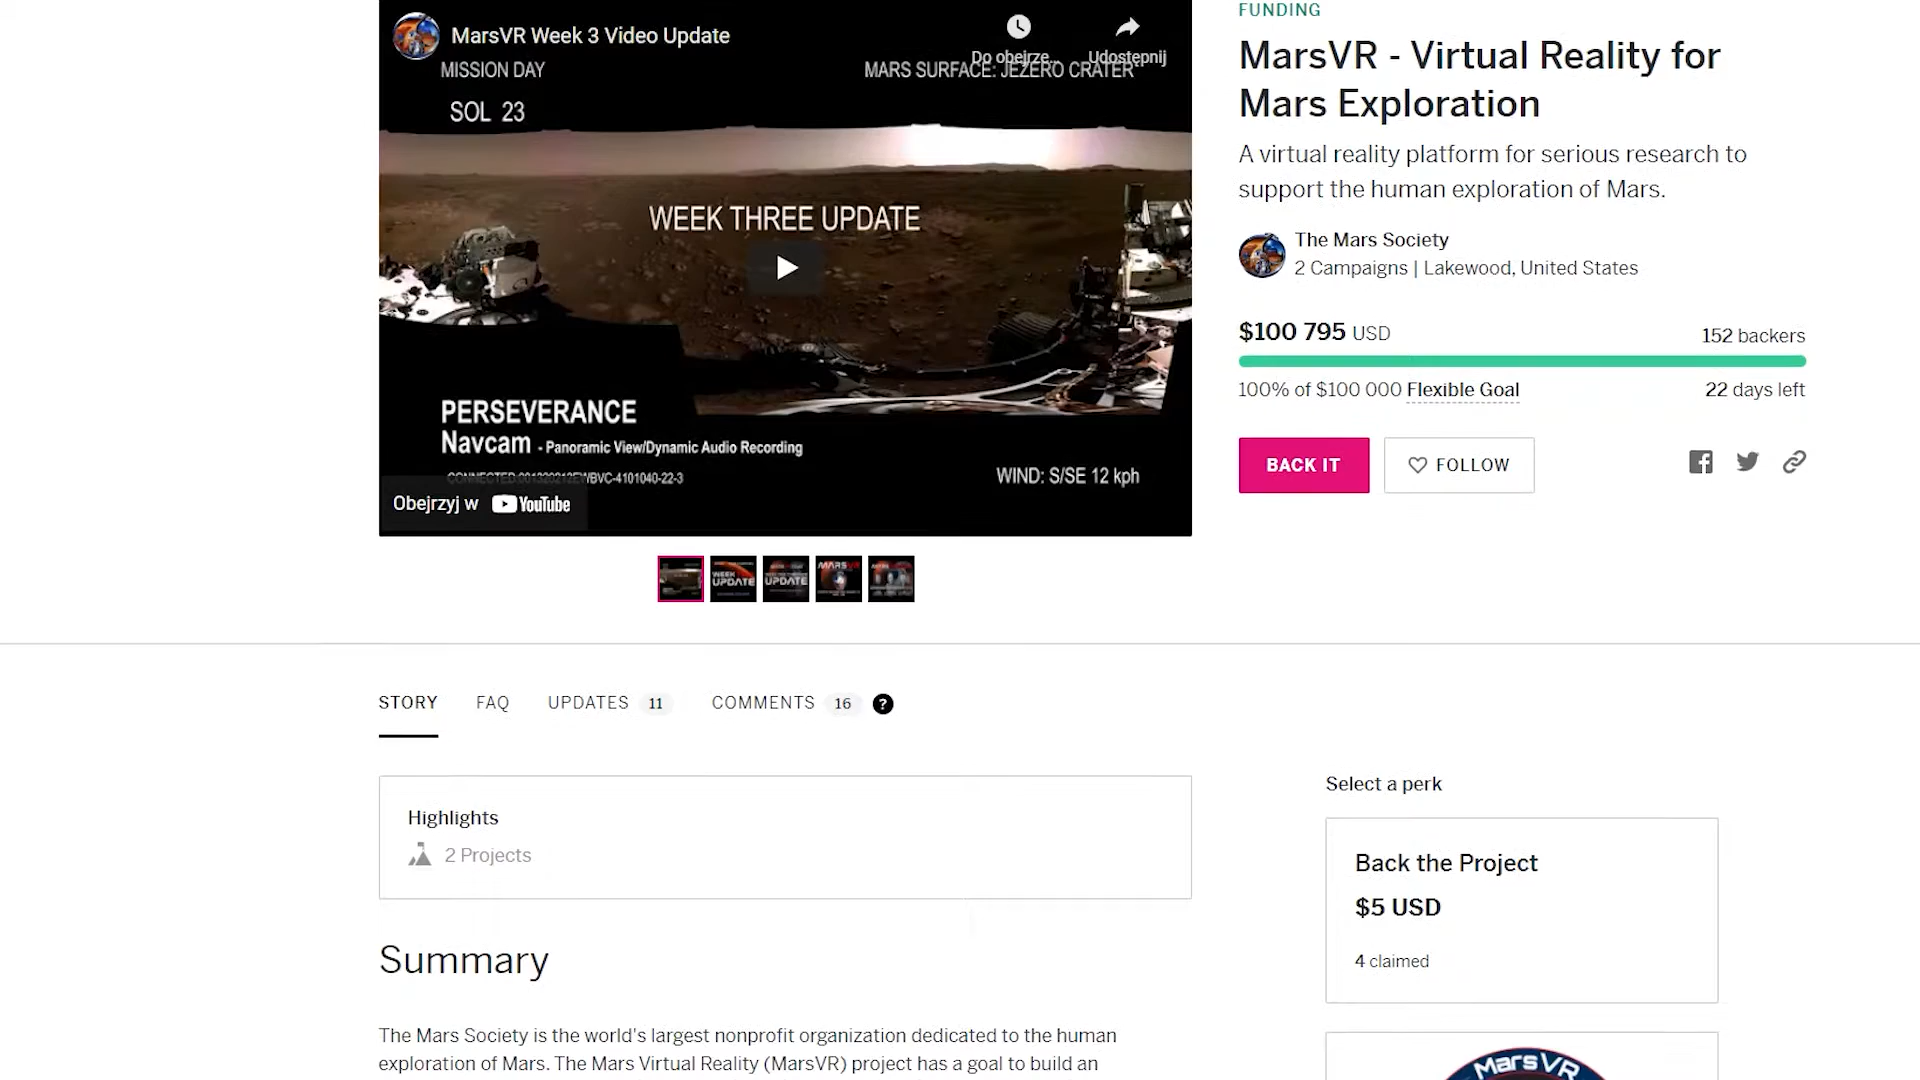 MarsVR Week 3 Video Update
Do obejrze...
Udostępnij
MISSION DAY
MARS SURFACE: JEZERO CRATER
SOL 23
WEEK THREE UPDATE
PERSEVERANCE
Navcam - Panoramic View/Dynamic Audio Recording
WIND: S/SE 12 kph
Obejrzyj w YouTube
WEEK
UPDATE
UPDATE
MARSVR
FUNDING
MarsVR - Virtual Reality for
Mars Exploration
A virtual reality platform for serious research to
support the human exploration of Mars.
The Mars Society
2 Campaigns | Lakewood, United States
$100 795 USD
152 backers
100% of $100 000 Flexible Goal
22 days left
BACK IT
FOLLOW
STORY
FAQ
UPDATES 11
COMMENTS 16 ?
Highlights
2 Projects
Summary
The Mars Society is the world's largest nonprofit organization dedicated to the human
exploration of Mars. The Mars Virtual Reality (MarsVR) project has a goal to build an
Select a perk
Back the Project
$5 USD
4 claimed
MarsVR